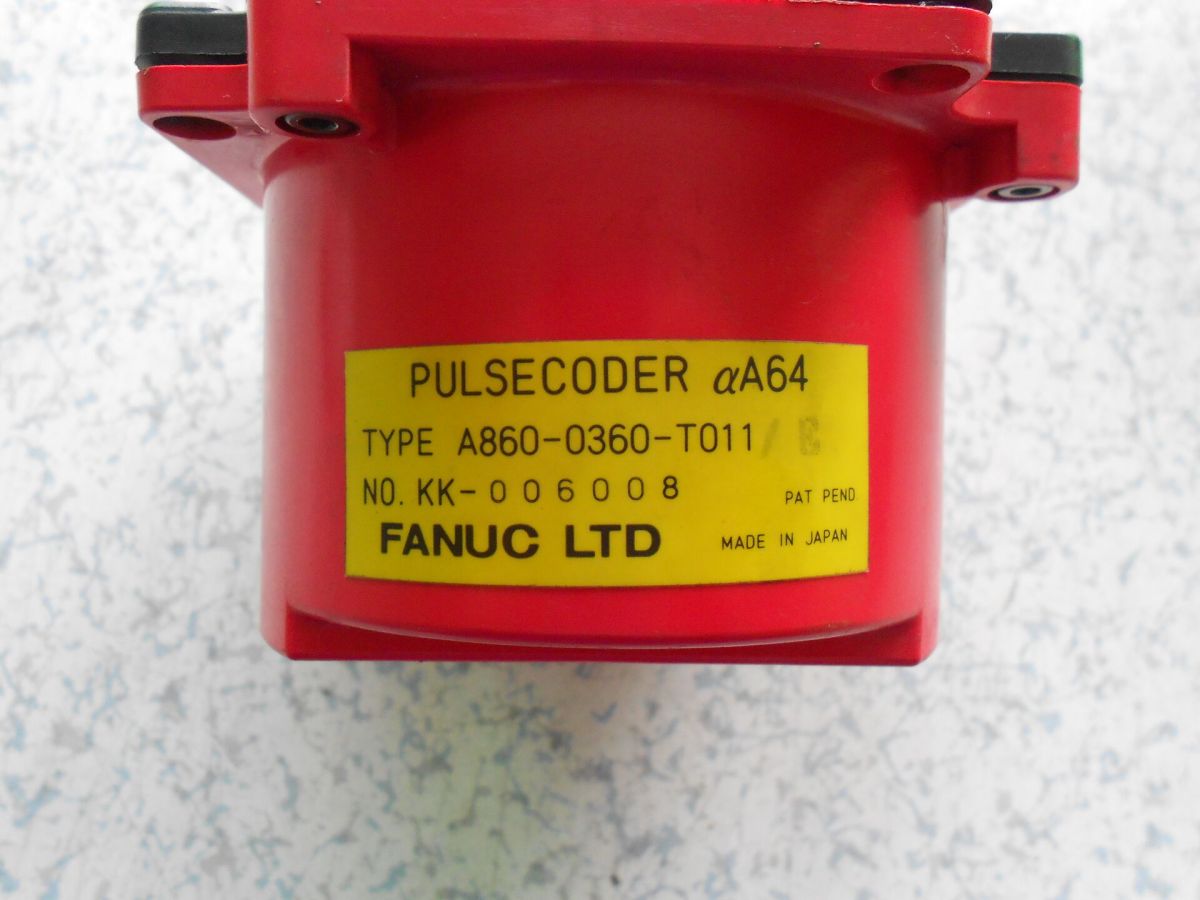 PULSECODER αA64
TYPE A860-0360-T011/
NO. KK-006008
PAT PEND
FANUC LTD
MADE IN JAPAN